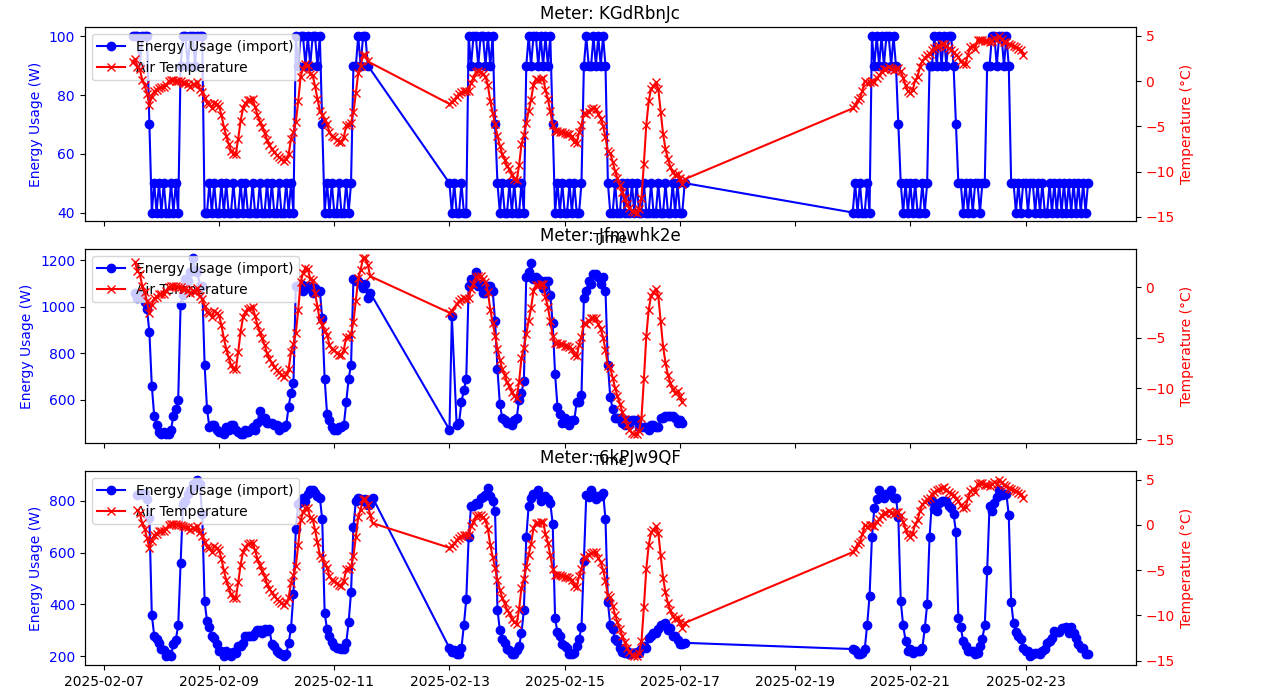 Meter: KGdRbnJc
Energy Usage (import)
Air Temperature
Energy Usage (W)
100
80
60
40
Temperature (°C)
5
0
−5
−10
−15
Time
Meter: Jfmwhk2e
Energy Usage (import)
Air Temperature
Energy Usage (W)
1200
1000
800
600
Temperature (°C)
0
−5
−10
−15
Time
Meter: 6kPJw9QF
Energy Usage (import)
Air Temperature
Energy Usage (W)
800
600
400
200
Temperature (°C)
5
0
−5
−10
−15
2025-02-07 2025-02-09 2025-02-11 2025-02-13 2025-02-15 2025-02-17 2025-02-19 2025-02-21 2025-02-23